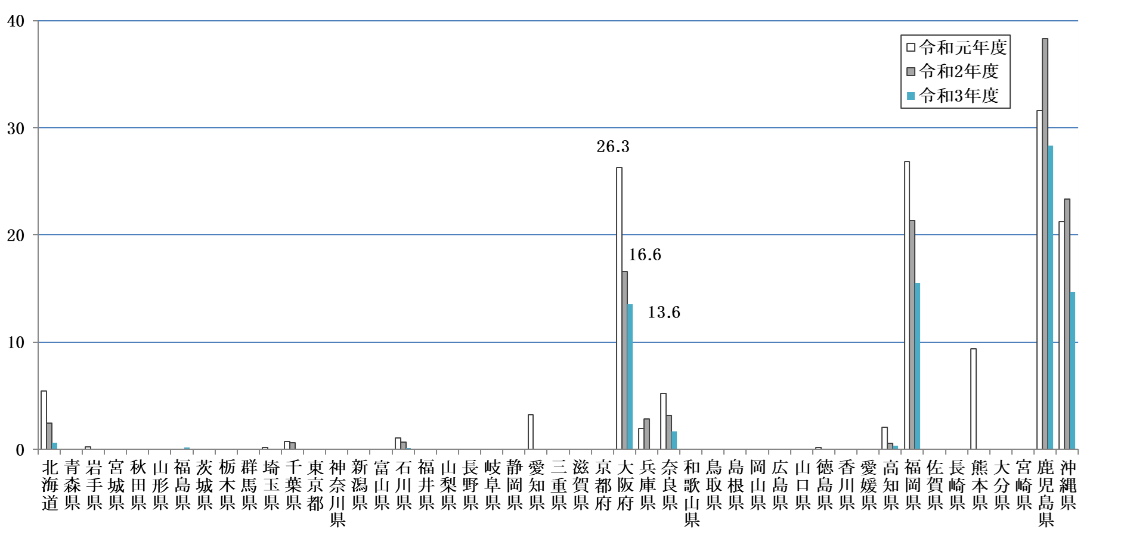 40
30
20
10
0
令和元年度
令和2年度
令和3年度
26.3
16.6
13.6
北海道
青森県
岩手県
宮城県
秋田県
山形県
福島県
茨城県
栃木県
群馬県
埼玉県
千葉県
東京都
神奈川県
新潟県
富山県
石川県
福井県
山梨県
長野県
岐阜県
静岡県
愛知県
三重県
滋賀県
京都府
大阪府
兵庫県
奈良県
和歌山県
鳥取県
島根県
岡山県
広島県
山口県
徳島県
香川県
愛媛県
高知県
福岡県
佐賀県
長崎県
熊本県
大分県
宮崎県
鹿児島県
沖縄県